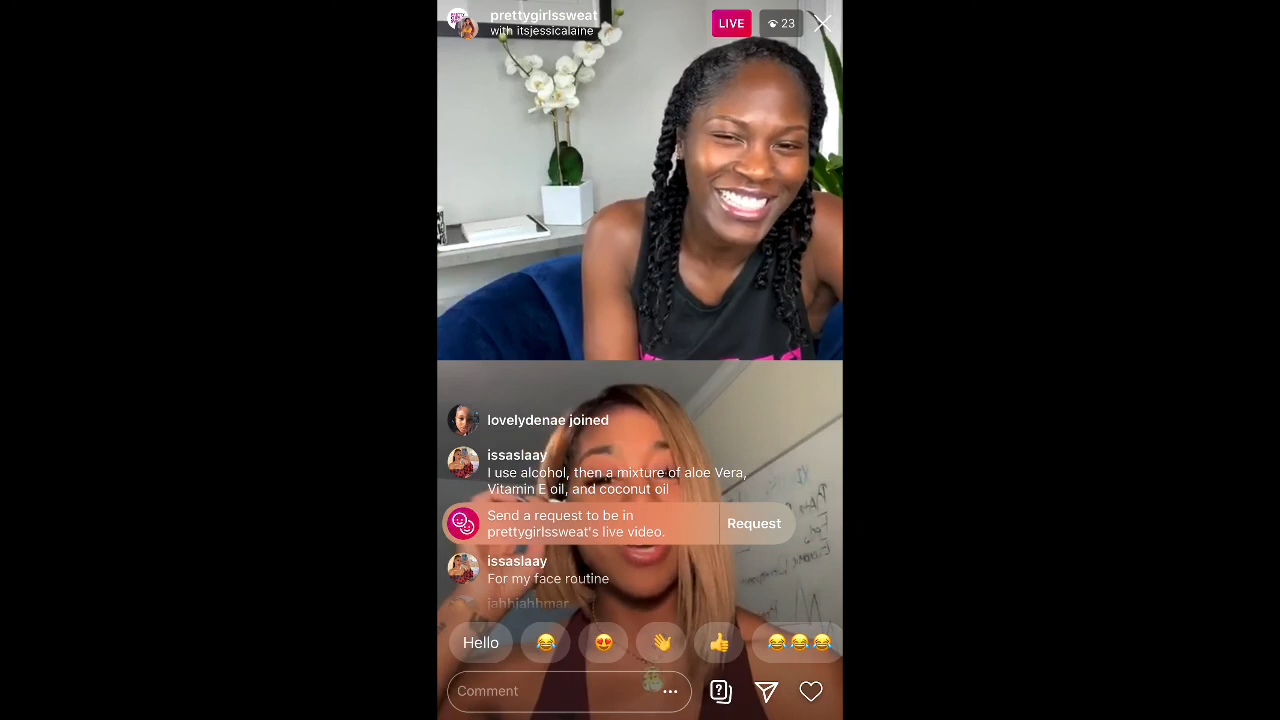 prettygirlssweat
with itsjessicalaine
LIVE
23
lovelydenae joined
issaslaay
I use alcohol, then a mixture of aloe Vera,
Vitamin E oil, and coconut oil
Send a request to be in
prettygirlssweat's live video.
Request
issaslaay
For my face routine
jahhjahhmar
Hello
Comment